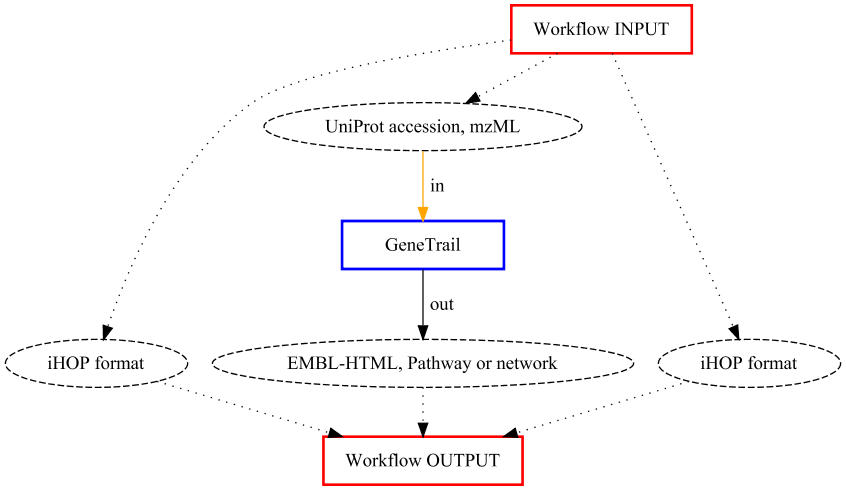 Workflow INPUT
UniProt accession, mzML
in
GeneTrail
out
iHOP format
EMBL-HTML, Pathway or network
iHOP format
Workflow OUTPUT